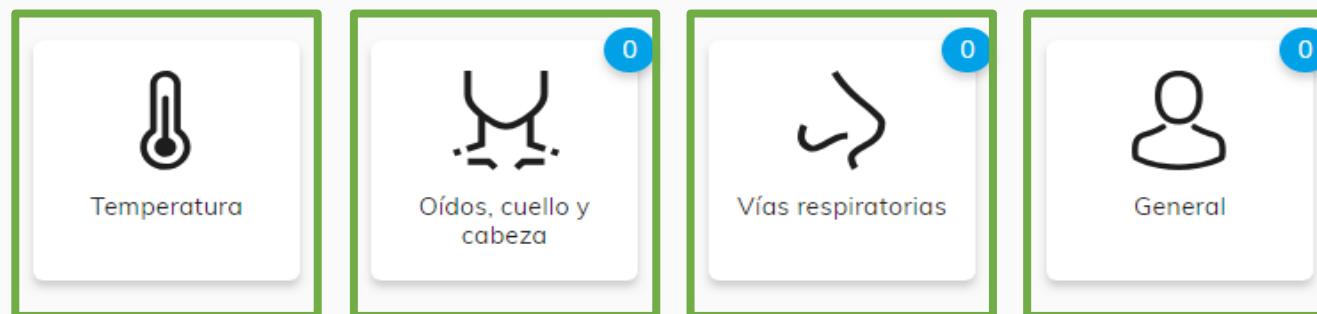 0
0
0
Temperatura
Oídos, cuello y
cabeza
Vías respiratorias
General